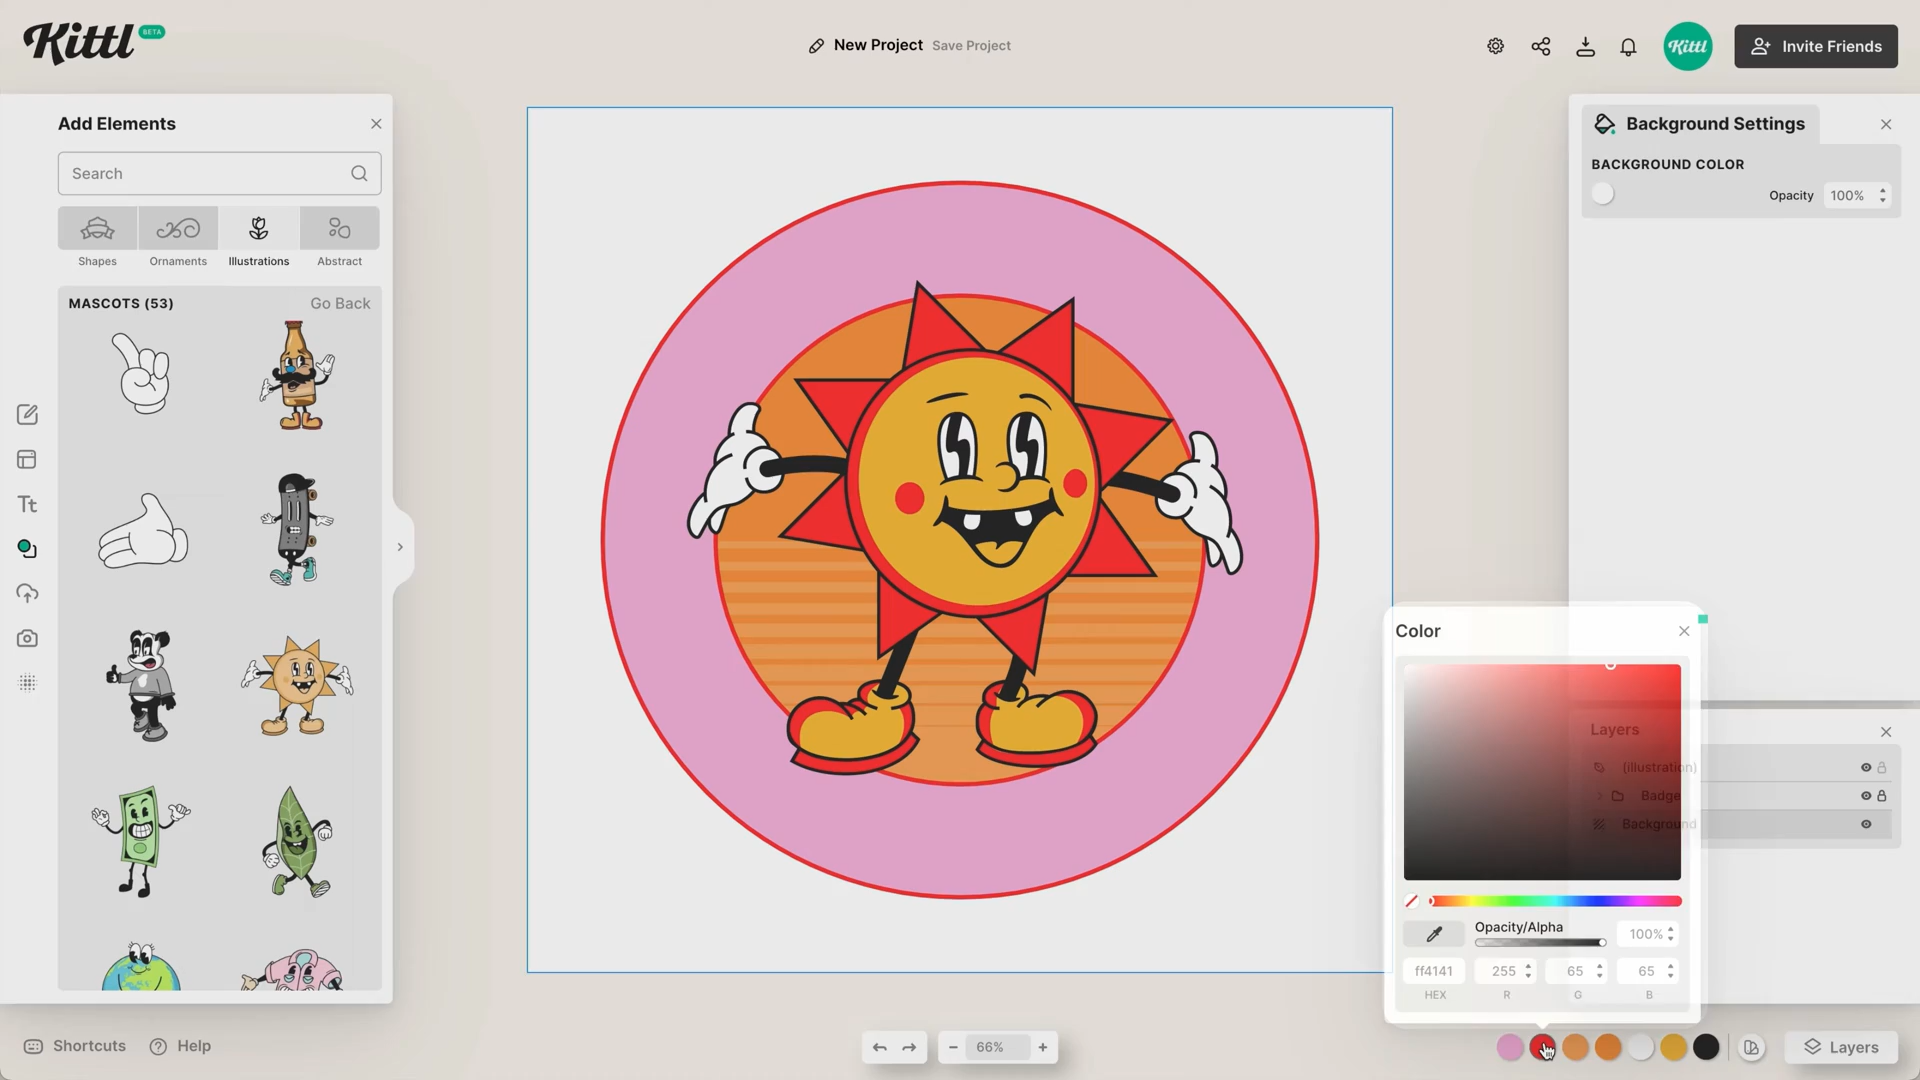 Kittl BETA
New Project Save Project
Kittl
Invite Friends
Add Elements
Search
Shapes Ornaments Illustrations Abstract
MASCOTS (53) Go Back
Tt
Background Settings
BACKGROUND COLOR
Opacity 100%
Color
Layers
(illustration)
Badge
Background
Opacity/Alpha
100%
ff4141 255 65 65
HEX R G B
Shortcuts
Help
66%
Layers